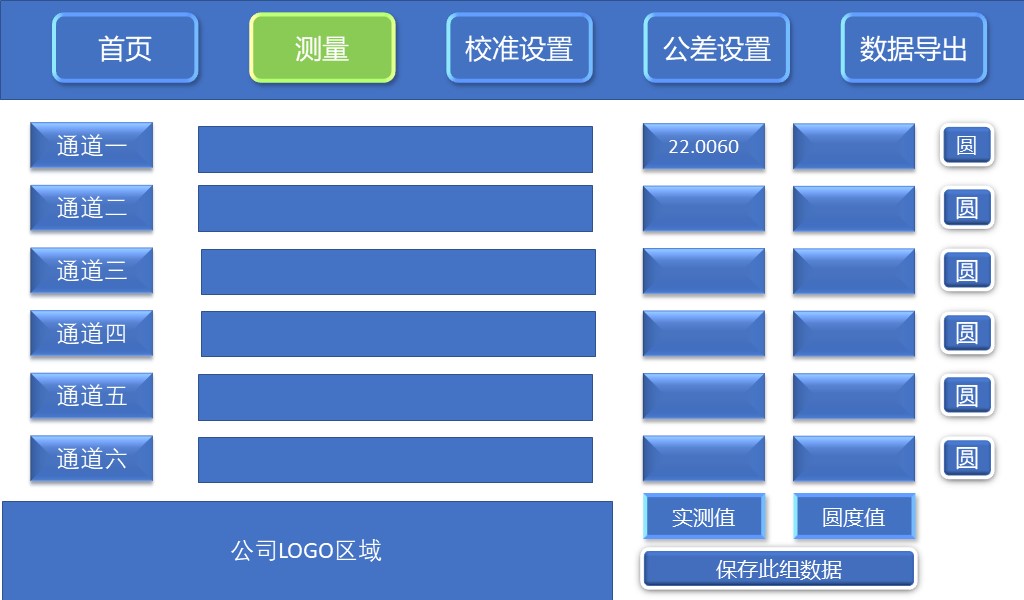 首页 测量 校准设置 公差设置 数据导出
通道一 22.0060 圆
通道二 圆
通道三 圆
通道四 圆
通道五 圆
通道六 圆
实测值 圆度值
公司LOGO区域
保存此组数据